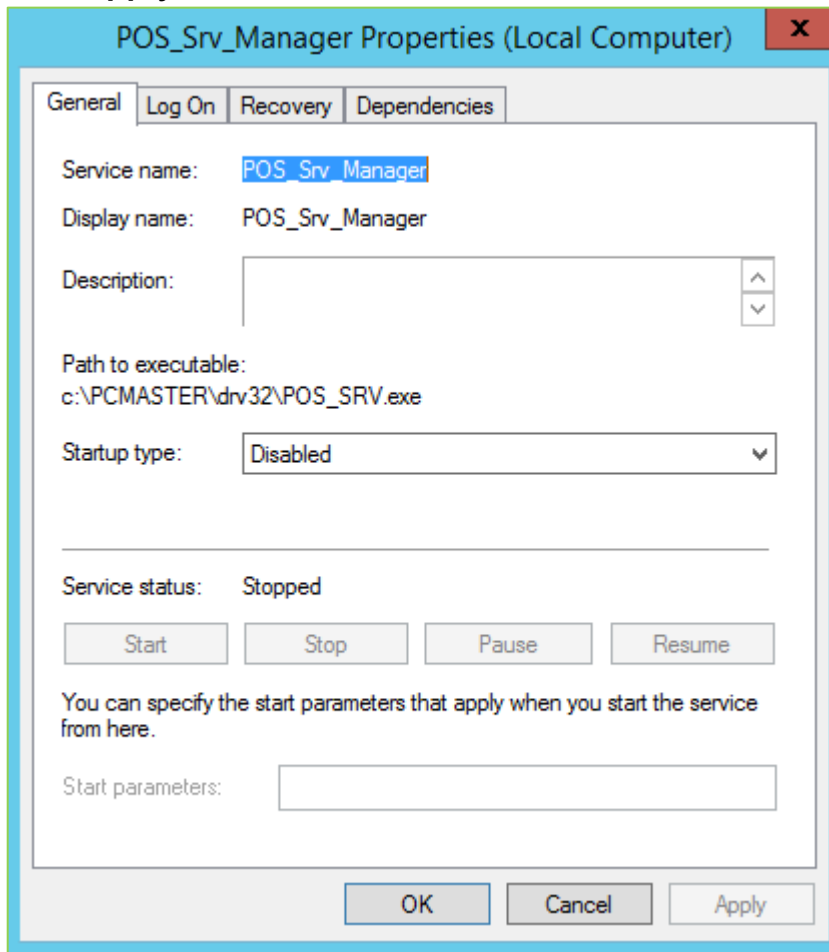 POS_Srv_Manager Properties (Local Computer)
x
General Log On Recovery Dependencies
Service name: POS_Srv_Manager
Display name: POS_Srv_Manager
Description:
Path to executable:
c:\PCMASTER\drv32\POS_SRV.exe
Startup type: Disabled
Service status: Stopped
Start Stop Pause Resume
You can specify the start parameters that apply when you start the service
from here.
Start parameters:
OK Cancel Apply